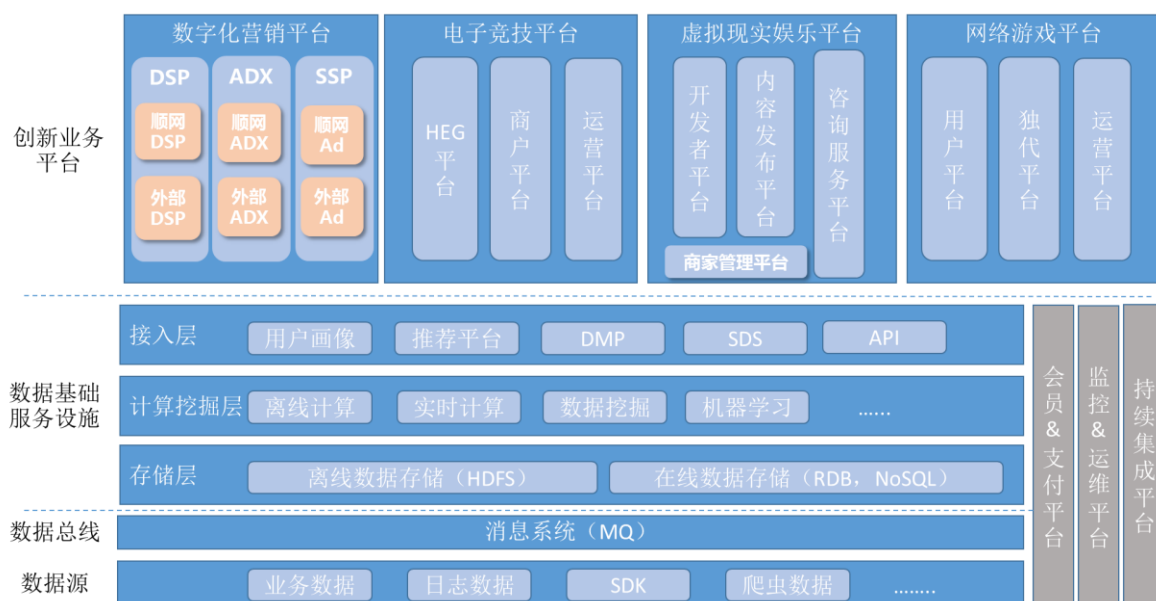 数字化营销平台
DSP
ADX
SSP
顺网
DSP
顺网
ADX
顺网
Ad
外部
DSP
外部
ADX
外部
Ad
电子竞技平台
HEG平台
商户平台
运营平台
虚拟现实娱乐平台
开发者平台
内容发布平台
咨询服务平台
商家管理平台
网络游戏平台
用户平台
独代平台
运营平台
创新业务
平台
接入层
用户画像
推荐平台
DMP
SDS
API
数据基础
服务设施
计算挖掘层
离线计算
实时计算
数据挖掘
机器学习
......
存储层
离线数据存储（HDFS）
在线数据存储（RDB，NoSQL）
数据总线
消息系统（MQ）
数据源
业务数据
日志数据
SDK
爬虫数据
........
会员&支付平台
监控&运维平台
持续集成平台